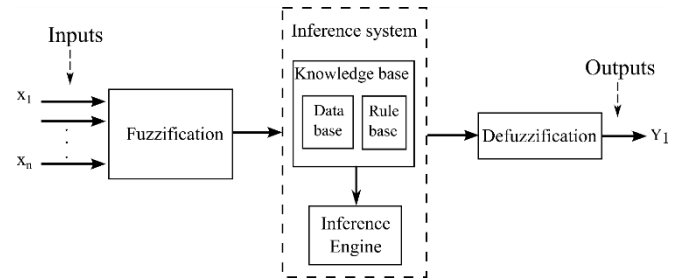 Inputs
x1
xn
Fuzzification
Inference system
Knowledge base
Data
base
Rule
base
Inference
Engine
Defuzzification
Outputs
Y1